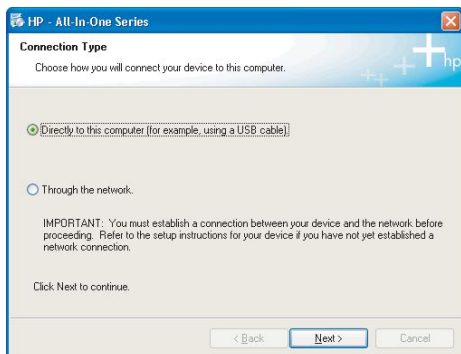 HP - All-In-One Series
Connection Type
Choose how you will connect your device to this computer.
hp
Directly to this computer (for example, using a USB cable).
Through the network.
IMPORTANT: You must establish a connection between your device and the network before
proceeding. Refer to the setup instructions for your device if you have not yet established a
network connection.
Click Next to continue.
< Back Next > Cancel